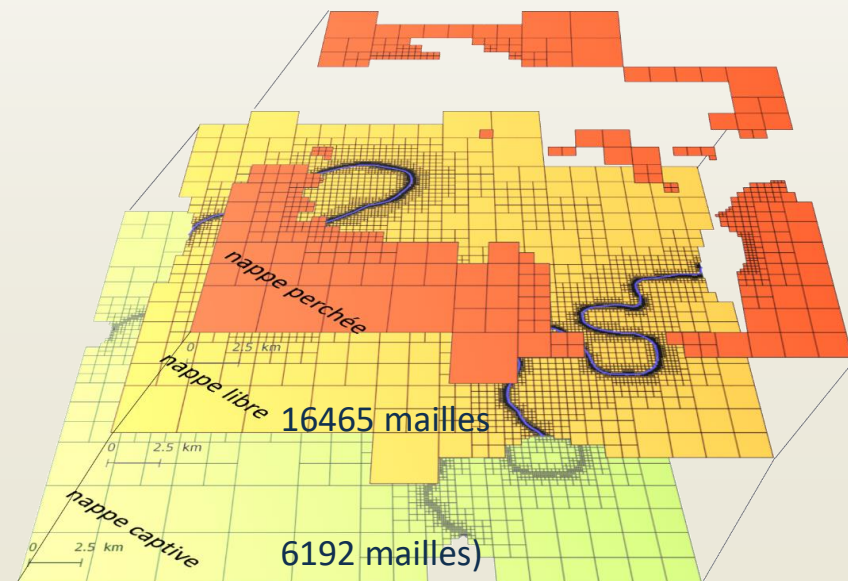 nappe perchée
0 2.5 km
nappe libre
16465 mailles
0 2.5 km
nappe captive
6192 mailles)
0 2.5 km